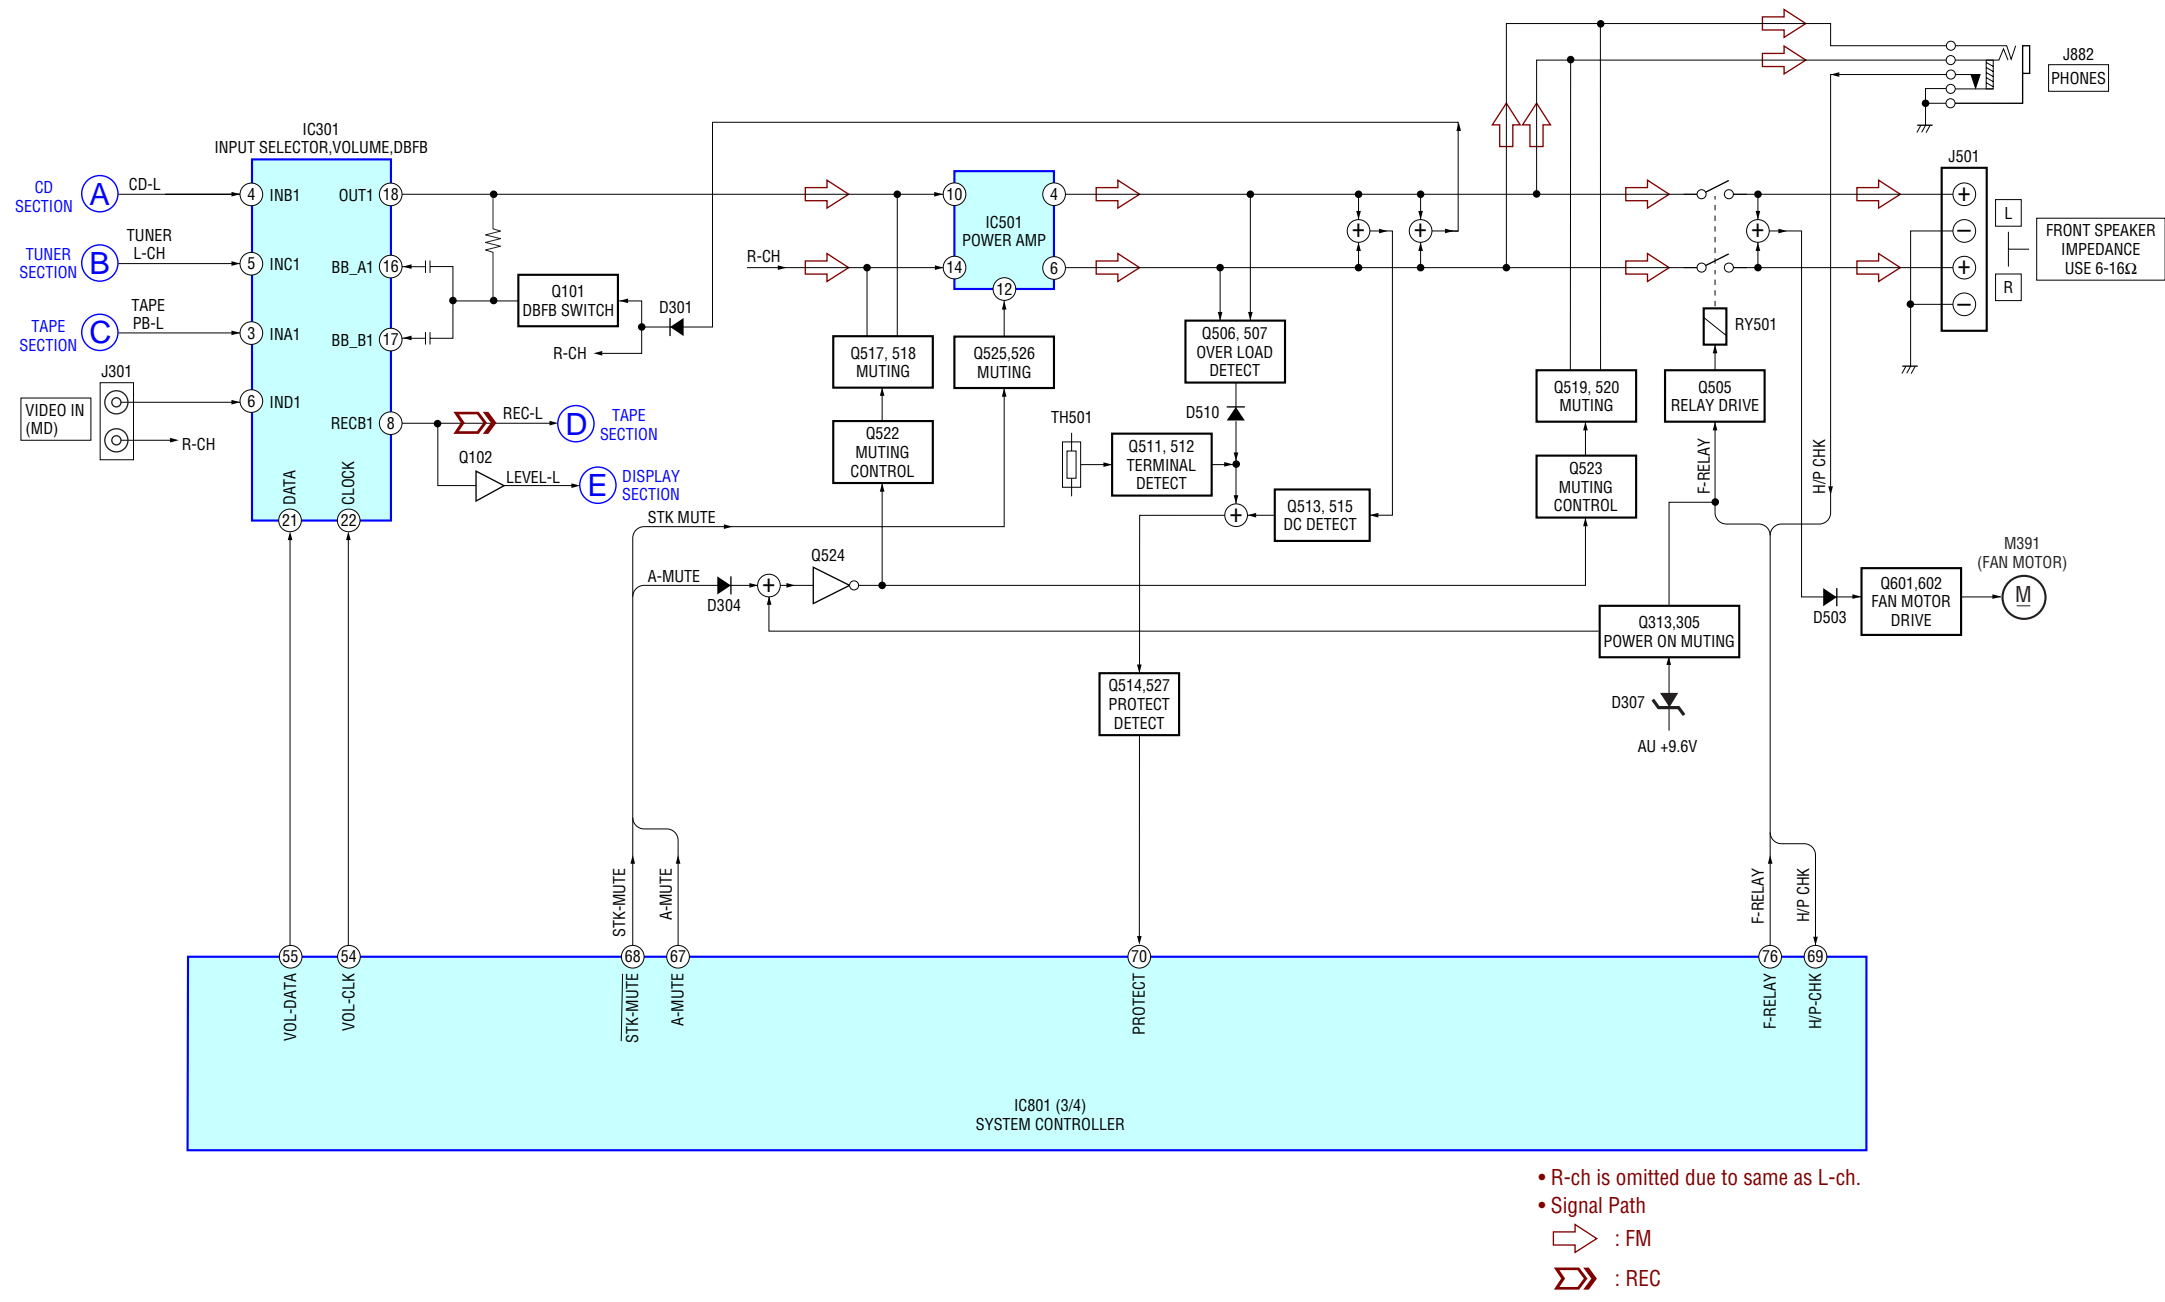 J882
PHONES
IC301
INPUT SELECTOR,VOLUME,DBFB
J501
CD
SECTION
A
CD-L
4
INB1
OUT1
18
10
4
IC501
POWER AMP
+
L
−
FRONT SPEAKER
IMPEDANCE
USE 6-16Ω
TUNER
SECTION
B
TUNER
L-CH
5
INC1
BB_A1
16
R-CH
14
6
12
+
+
+
+
R
−
Q101
DBFB SWITCH
D301
R-CH
TAPE
SECTION
C
TAPE
PB-L
3
INA1
BB_B1
17
RY501
Q517, 518
MUTING
Q525,526
MUTING
Q506, 507
OVER LOAD
DETECT
Q519, 520
MUTING
Q505
RELAY DRIVE
J301
VIDEO IN
(MD)
6
IND1
R-CH
RECB1
8
REC-L
D
TAPE
SECTION
Q102
LEVEL-L
E
DISPLAY
SECTION
DATA
CLOCK
21
22
Q522
MUTING
CONTROL
D510
TH501
Q511, 512
TERMINAL
DETECT
+
Q513, 515
DC DETECT
Q523
MUTING
CONTROL
F-RELAY
H/P CHK
STK MUTE
A-MUTE
D304
+
Q524
M391
(FAN MOTOR)
D503
Q601,602
FAN MOTOR
DRIVE
M
Q313,305
POWER ON MUTING
D307
AU +9.6V
Q514,527
PROTECT
DETECT
STK-MUTE
A-MUTE
F-RELAY
H/P CHK
55
54
68
67
70
76
69
VOL-DATA
VOL-CLK
STK-MUTE
A-MUTE
PROTECT
F-RELAY
H/P-CHK
IC801 (3/4)
SYSTEM CONTROLLER
• R-ch is omitted due to same as L-ch.
• Signal Path
: FM
: REC